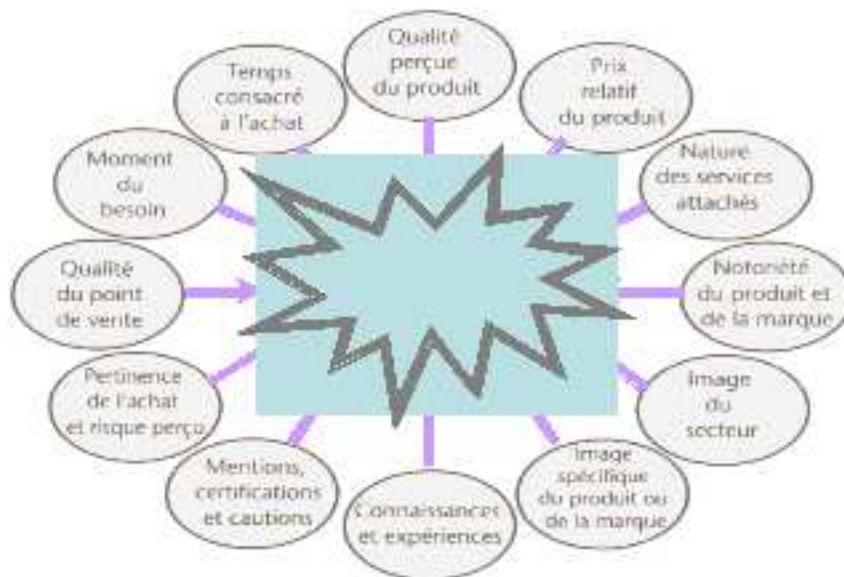 Qualité
perçue
du produit
Prix
relatif
du produit
Nature
des services
attachés
Notoriété
du produit et
de la marque
Image
du
secteur
Image
spécifique
du produit ou
de la marque
Connaissances
et expériences
Mentions,
certifications
et cautions
Pertinence
de l'achat
et risque perçu
Qualité
du point
de vente
Moment
du
besoin
Temps
consacré
à l'achat